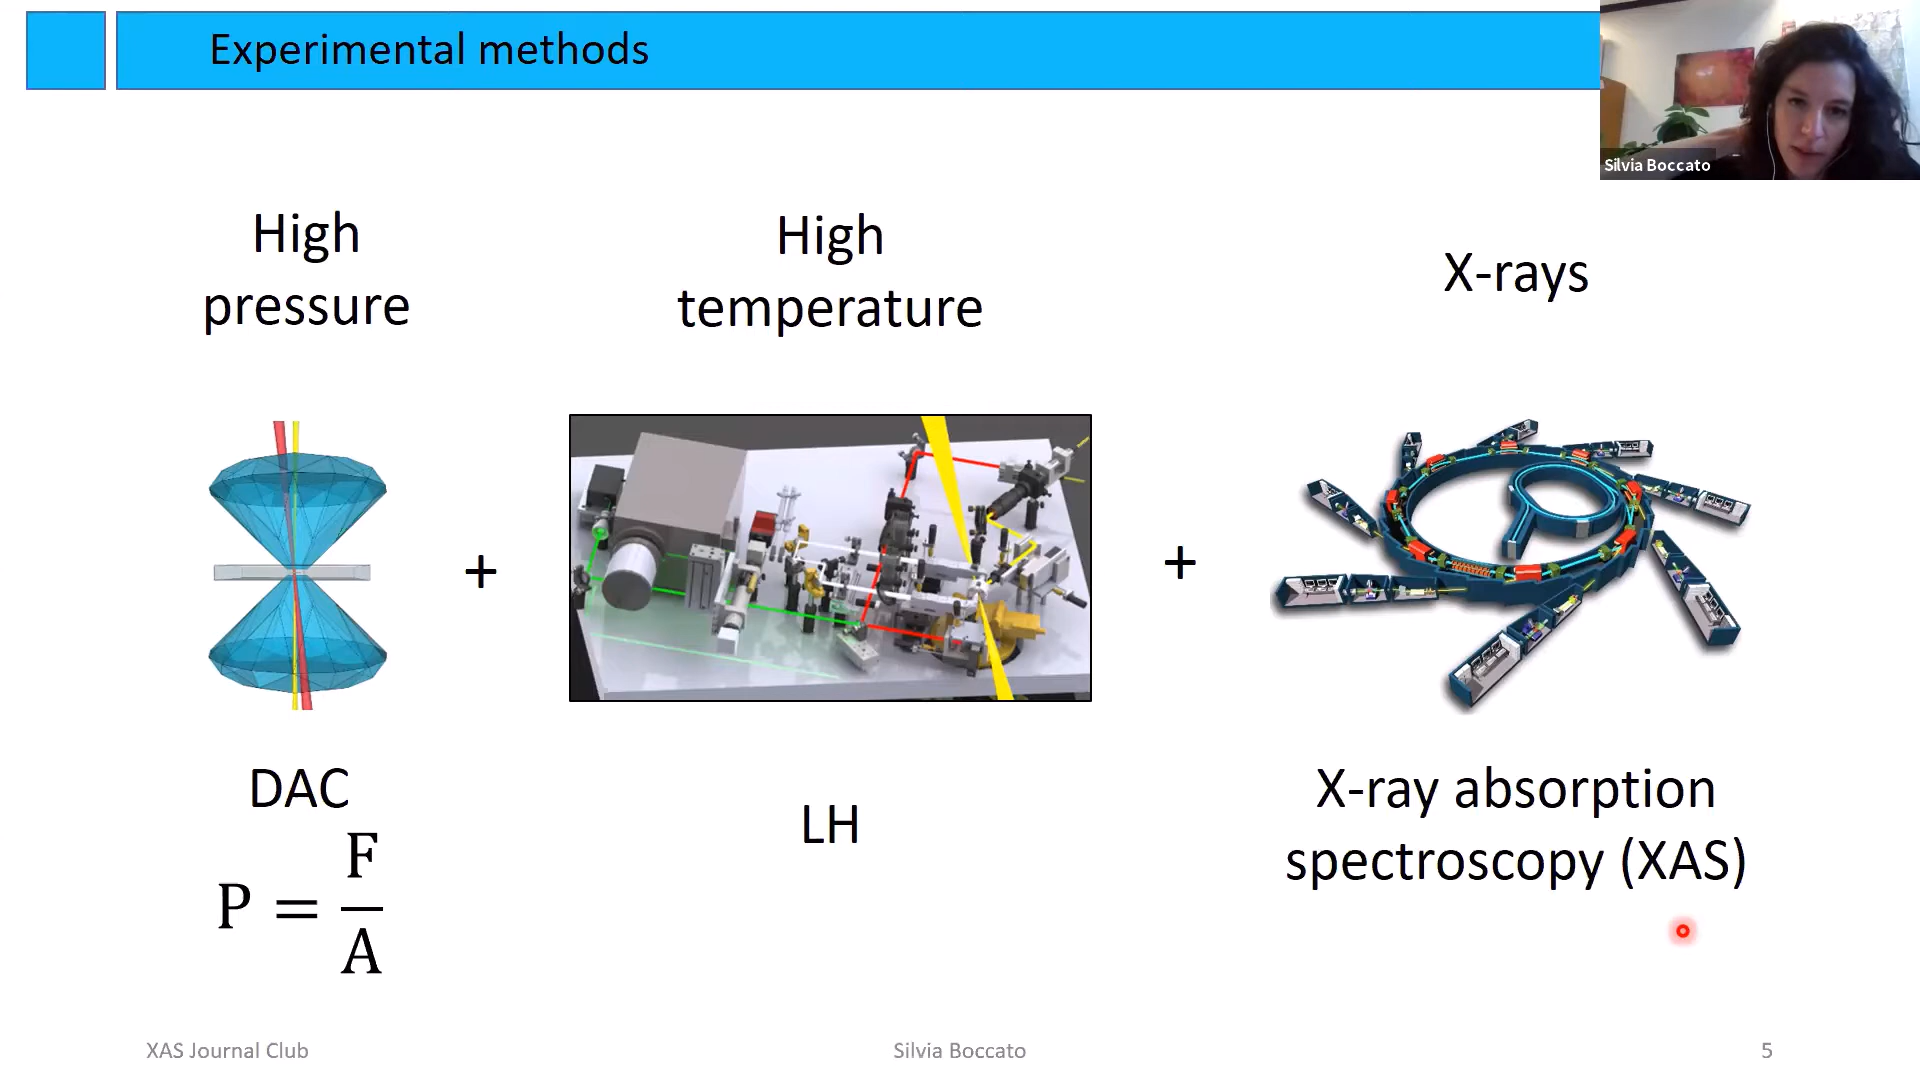 Experimental methods
Silvia Boccato
High
pressure
High
temperature
X-rays
+
+
DAC
P = F/A
LH
X-ray absorption
spectroscopy (XAS)
XAS Journal Club
Silvia Boccato
5